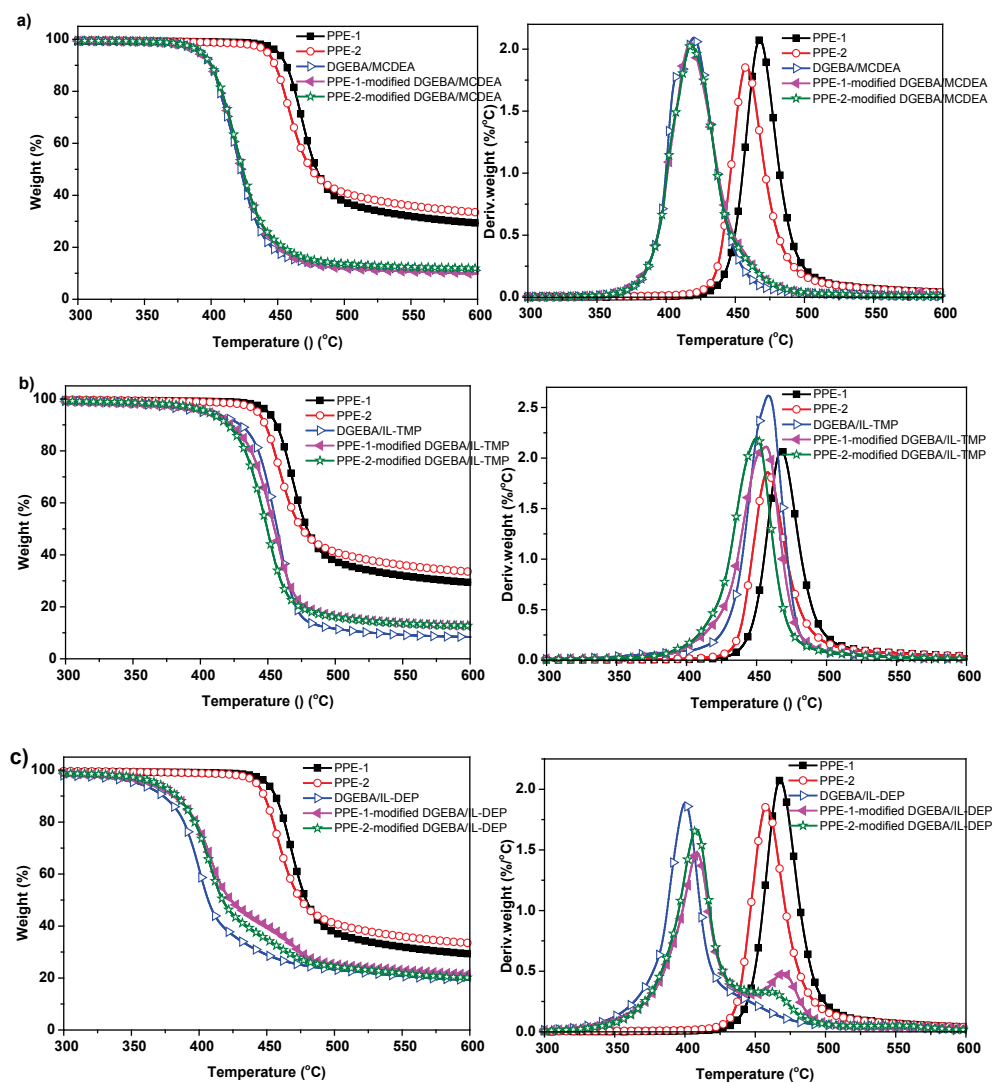 a)
PPE-1
PPE-2
DGEBA/MCDEA
PPE-1-modified DGEBA/MCDEA
PPE-2-modified DGEBA/MCDEA
Weight (%)
100
80
60
40
20
0
300 350 400 450 500 550 600
Temperature () (°C)
PPE-1
PPE-2
DGEBA/MCDEA
PPE-1-modified DGEBA/MCDEA
PPE-2-modified DGEBA/MCDEA
Deriv.weight (%/°C)
2.0
1.5
1.0
0.5
0.0
300 350 400 450 500 550 600
Temperature (°C)
b)
PPE-1
PPE-2
DGEBA/IL-TMP
PPE-1-modified DGEBA/IL-TMP
PPE-2-modified DGEBA/IL-TMP
Weight (%)
100
80
60
40
20
0
300 350 400 450 500 550 600
Temperature () (°C)
PPE-1
PPE-2
DGEBA/IL-TMP
PPE-1-modified DGEBA/IL-TMP
PPE-2-modified DGEBA/IL-TMP
Deriv.weight (%/°C)
2.5
2.0
1.5
1.0
0.5
0.0
300 350 400 450 500 550 600
Temperature (°C)
c)
PPE-1
PPE-2
DGEBA/IL-DEP
PPE-1-modified DGEBA/IL-DEP
PPE-2-modified DGEBA/IL-DEP
Weight (%)
100
80
60
40
20
0
300 350 400 450 500 550 600
Temperature (°C)
PPE-1
PPE-2
DGEBA/IL-DEP
PPE-1-modified DGEBA/IL-DEP
PPE-2-modified DGEBA/IL-DEP
Deriv.weight (%/°C)
2.0
1.5
1.0
0.5
0.0
300 350 400 450 500 550 600
Temperature (°C)